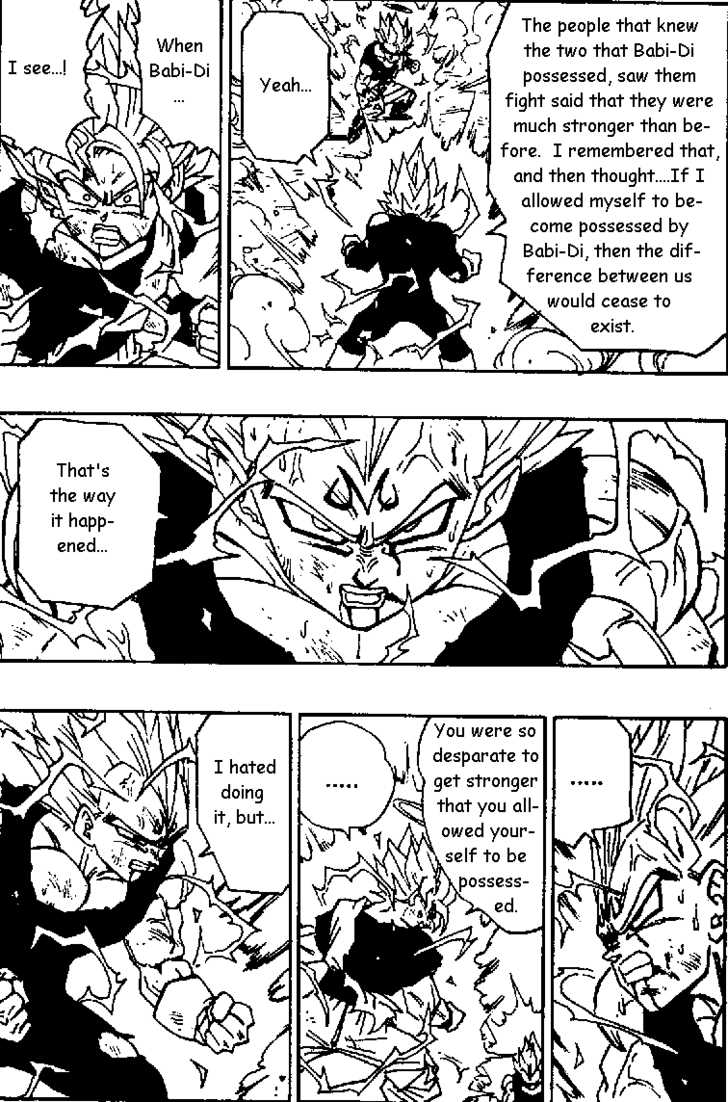 The people that knew
the two that Babi-Di
possessed, saw them
fight said that they were
much stronger than be-
fore. I remembered that,
and then thought....If I
allowed myself to be-
come possessed by
Babi-Di, then the dif-
ference between us
would cease to
exist.
Yeah...
When
Babi-Di
...
I see...!
That's
the way
it happ-
ened...
.....
You were so
desparate to
get stronger
that you all-
owed your-
self to be
possess-
ed.
.....
I hated
doing
it, but...